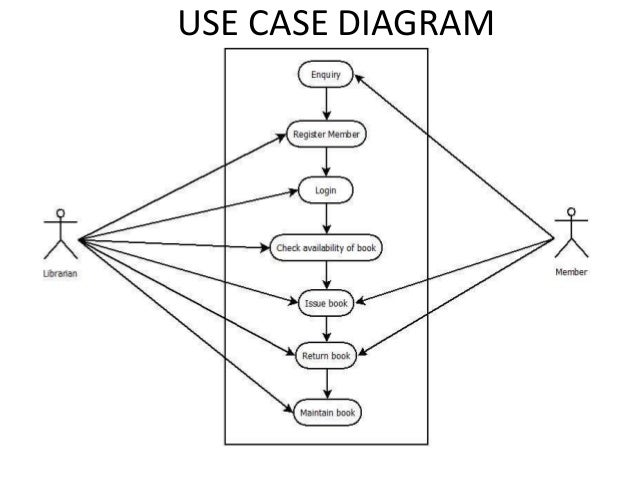 USE CASE DIAGRAM
Enquiry
Register Member
Login
Check availability of book
Issue book
Return book
Maintain book
Librarian
Member